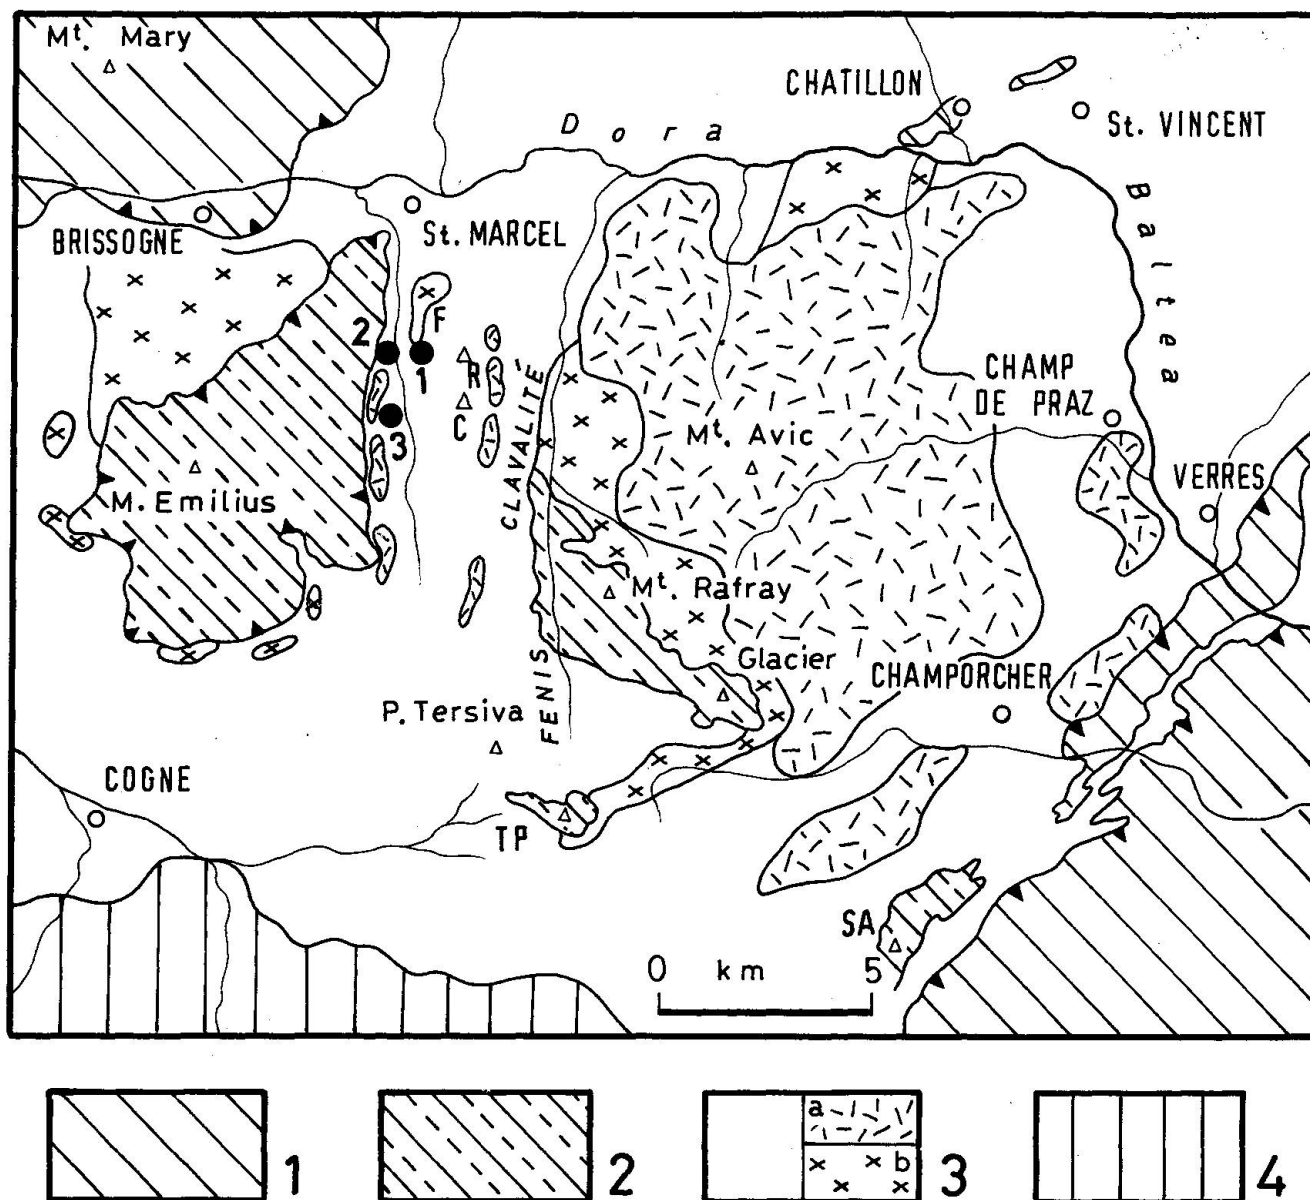 Mt. Mary
CHATILLON
St. VINCENT
Dora
Baltea
BRISSOGNE
St. MARCEL
F
2
1
R
C
3
CLAVALITÉ
CHAMP
DE PRAZ
Mt. Avic
VERRES
M. Emilius
Mt. Rafray
Glacier
CHAMPORCHER
FENIS
P. Tersiva
COGNE
TP
SA
0 km 5
1
2
a
b
3
4